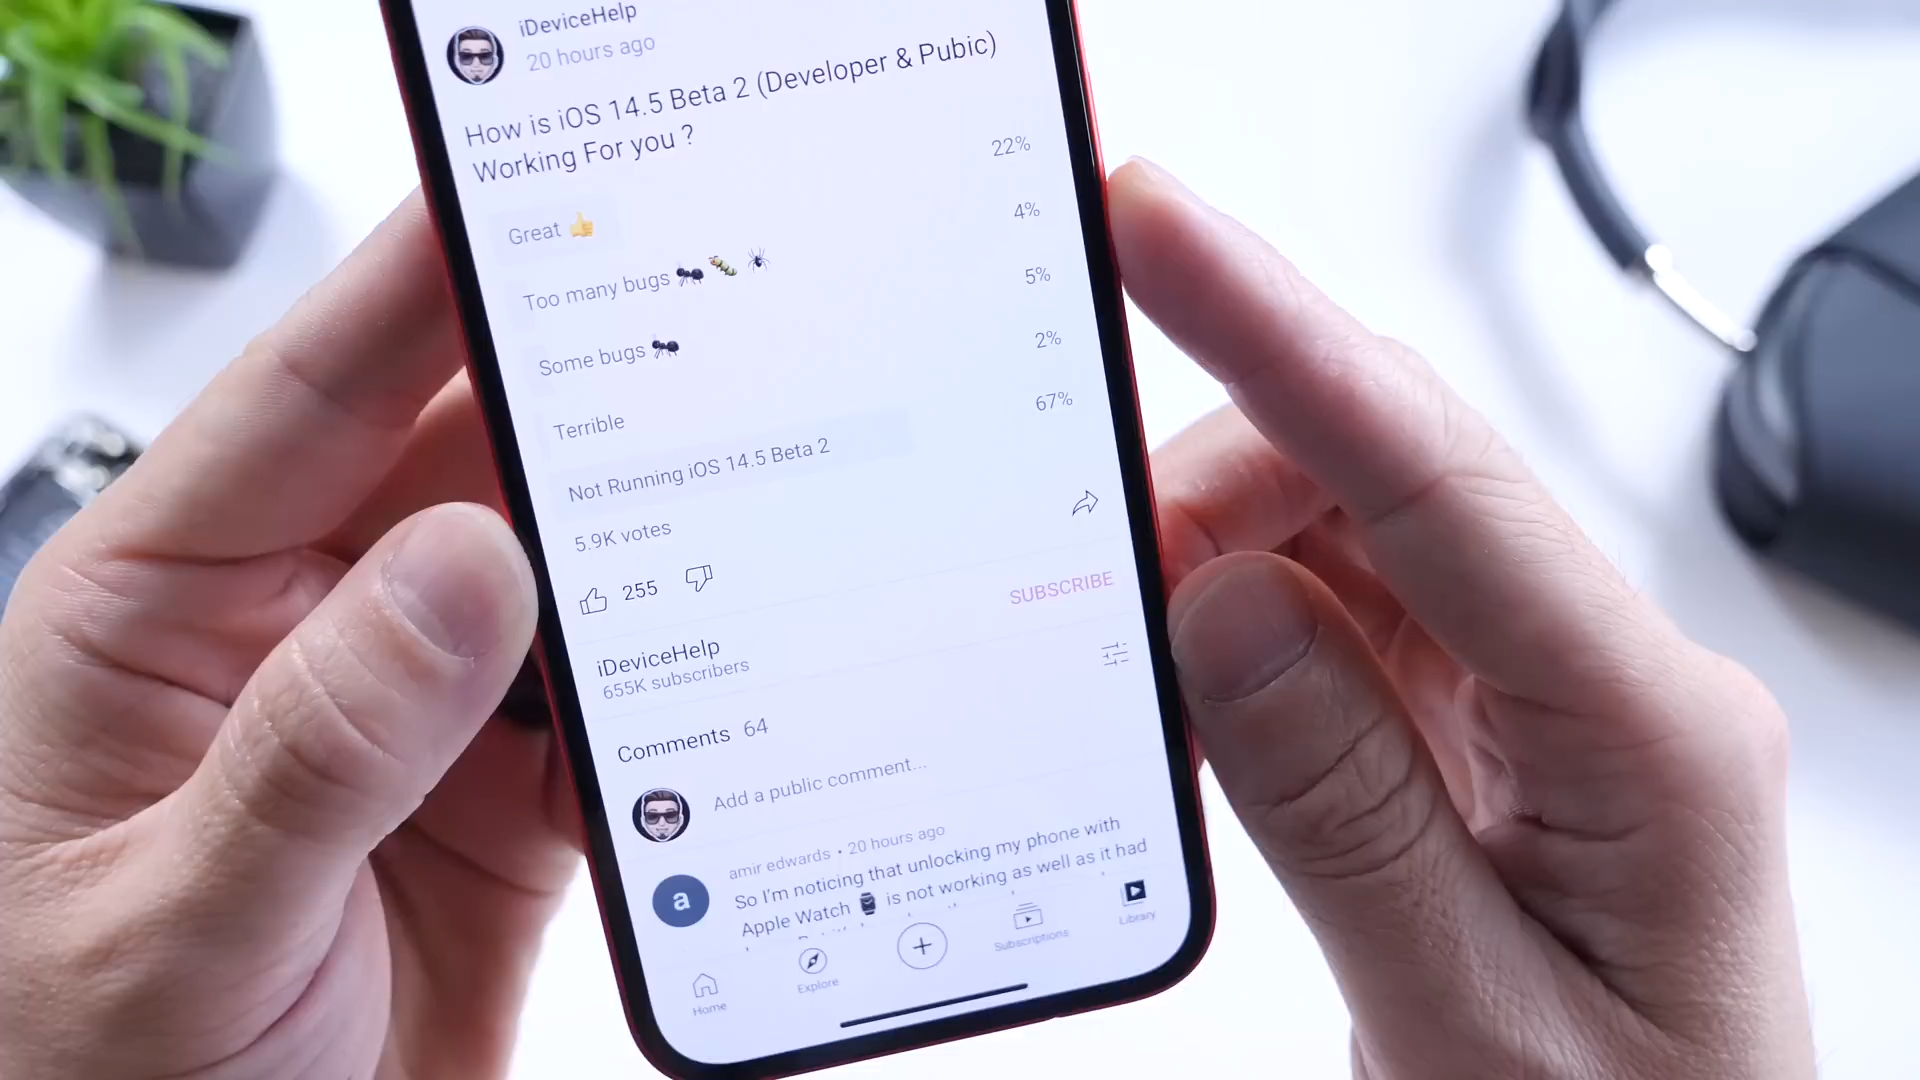 iDeviceHelp
20 hours ago
How is iOS 14.5 Beta 2 (Developer & Pubic)
Working For you ?
Great 👍 22%
Too many bugs 🐜 🐛 🕷 4%
Some bugs 🐜 5%
Terrible 2%
Not Running iOS 14.5 Beta 2 67%
5.9K votes
255
iDeviceHelp
655K subscribers
SUBSCRIBE
Comments 64
Add a public comment...
amir edwards • 20 hours ago
a
So I'm noticing that unlocking my phone with
Apple Watch ⌚ is not working as well as it had
Home
Explore
Subscriptions
Library